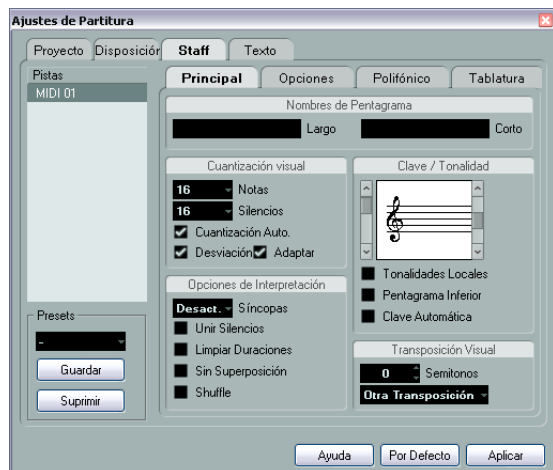 Ajustes de Partitura
Proyecto Disposición Staff Texto
Pistas
MIDI 01
Principal Opciones Polifónico Tablatura
Nombres de Pentagrama
Largo Corto
Cuantización visual
16 Notas
16 Silencios
Cuantización Auto.
Desviación Adaptar
Clave / Tonalidad
Tonalidades Locales
Pentagrama Inferior
Clave Automática
Opciones de Interpretación
Desact. Síncopas
Unir Silencios
Limpiar Duraciones
Sin Superposición
Shuffle
Transposición Visual
0 Semitonos
Otra Transposición
Presets
-
Guardar
Suprimir
Ayuda Por Defecto Aplicar